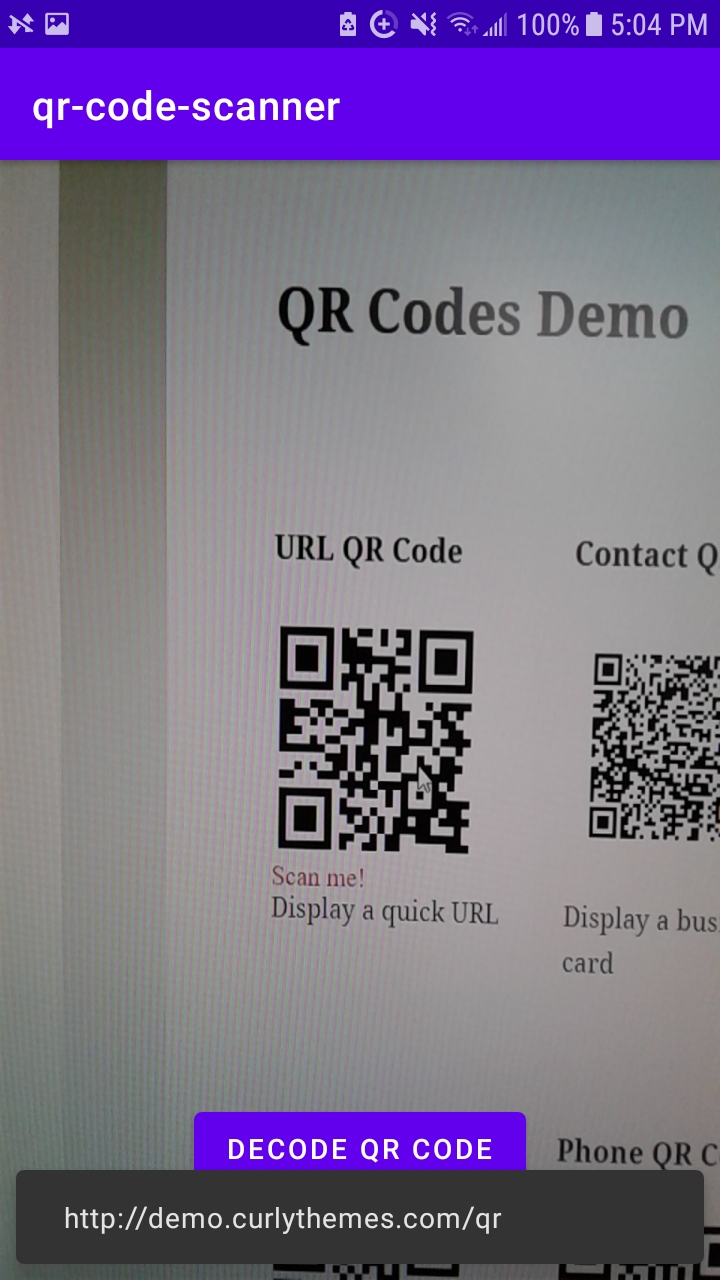 100% 5:04 PM
qr-code-scanner
QR Codes Demo
URL QR Code
Contact Q
Scan me!
Display a quick URL
Display a bus
card
DECODE QR CODE
Phone QR C
http://demo.curlythemes.com/qr